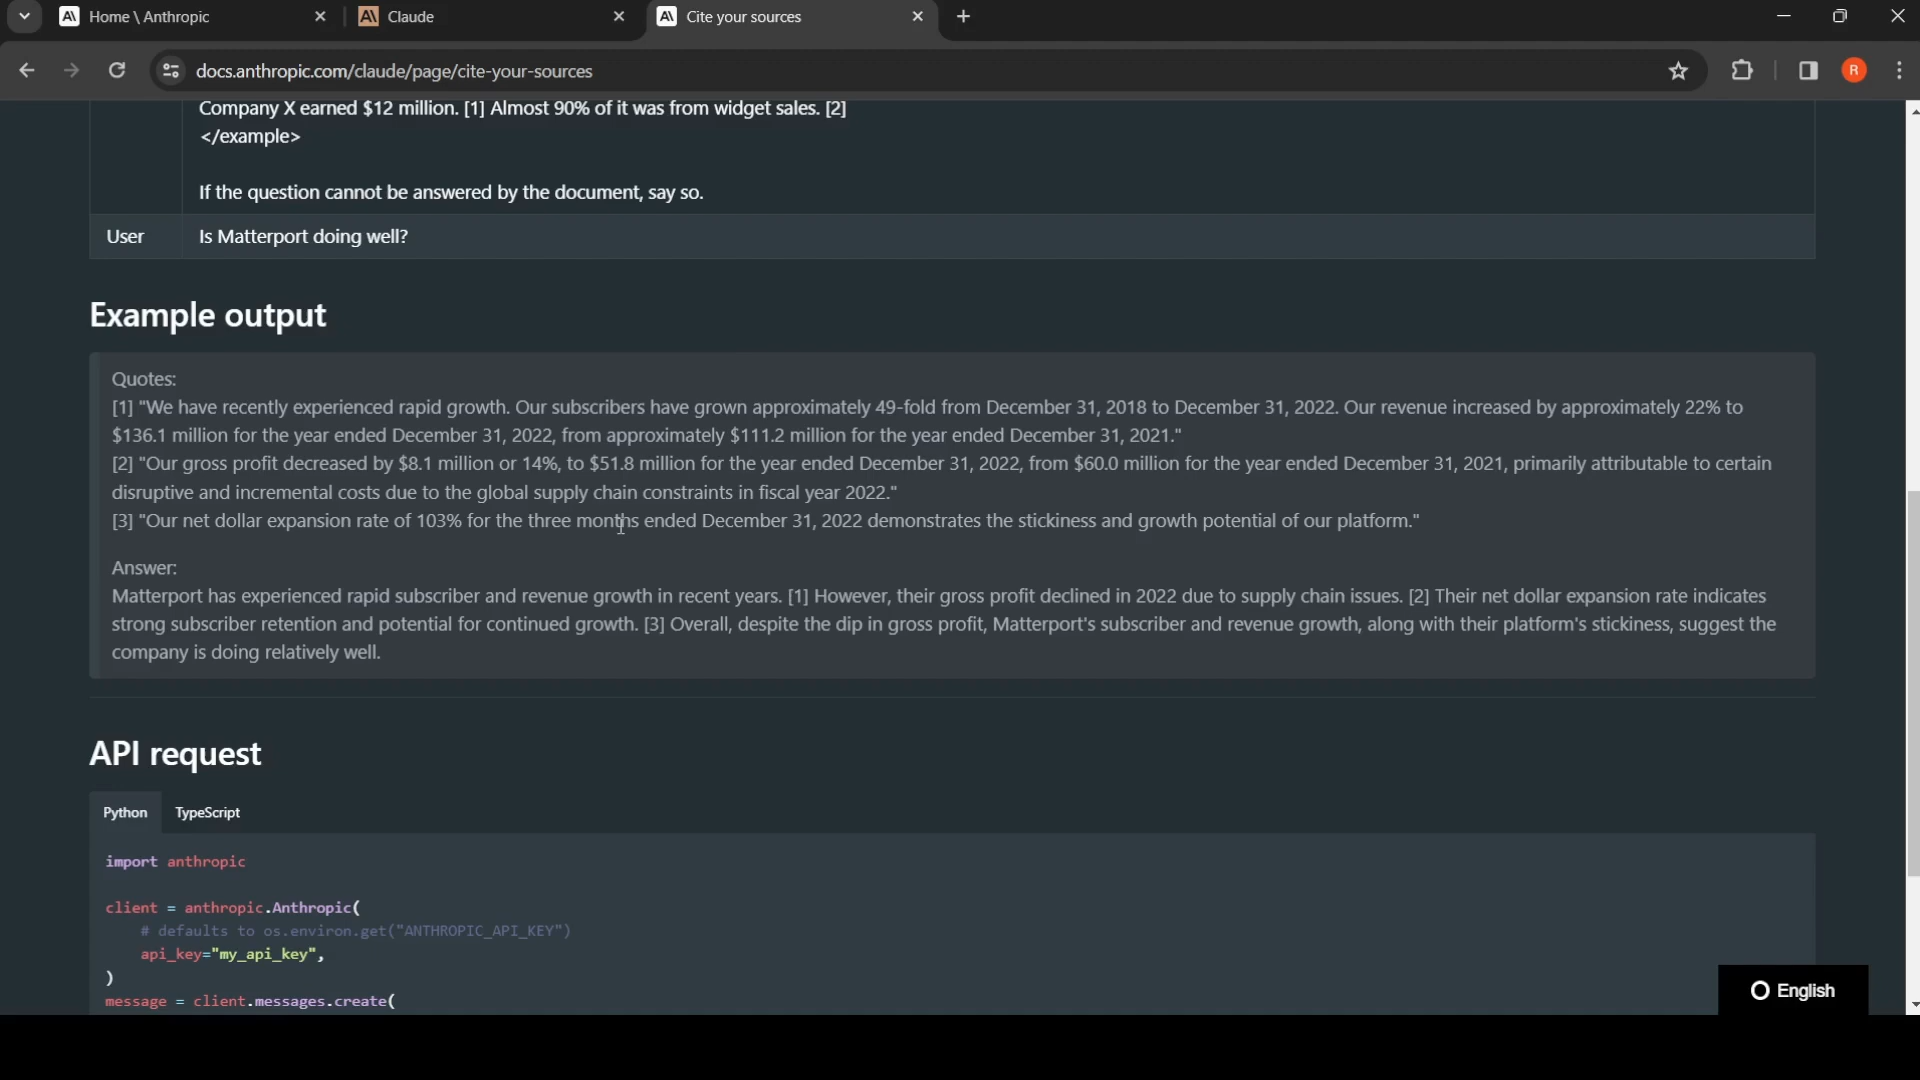 Home \ Anthropic
Claude
Cite your sources
docs.anthropic.com/claude/page/cite-your-sources
R
Company X earned $12 million. [1] Almost 90% of it was from widget sales. [2]
</example>
If the question cannot be answered by the document, say so.
User Is Matterport doing well?
Example output
Quotes:
[1] "We have recently experienced rapid growth. Our subscribers have grown approximately 49-fold from December 31, 2018 to December 31, 2022. Our revenue increased by approximately 22% to
$136.1 million for the year ended December 31, 2022, from approximately $111.2 million for the year ended December 31, 2021."
[2] "Our gross profit decreased by $8.1 million or 14%, to $51.8 million for the year ended December 31, 2022, from $60.0 million for the year ended December 31, 2021, primarily attributable to certain
disruptive and incremental costs due to the global supply chain constraints in fiscal year 2022."
[3] "Our net dollar expansion rate of 103% for the three months ended December 31, 2022 demonstrates the stickiness and growth potential of our platform."
Answer:
Matterport has experienced rapid subscriber and revenue growth in recent years. [1] However, their gross profit declined in 2022 due to supply chain issues. [2] Their net dollar expansion rate indicates
strong subscriber retention and potential for continued growth. [3] Overall, despite the dip in gross profit, Matterport's subscriber and revenue growth, along with their platform's stickiness, suggest the
company is doing relatively well.
API request
Python TypeScript
import anthropic
client = anthropic.Anthropic(
# defaults to os.environ.get("ANTHROPIC_API_KEY")
api_key="my_api_key",
)
message = client.messages.create(
English